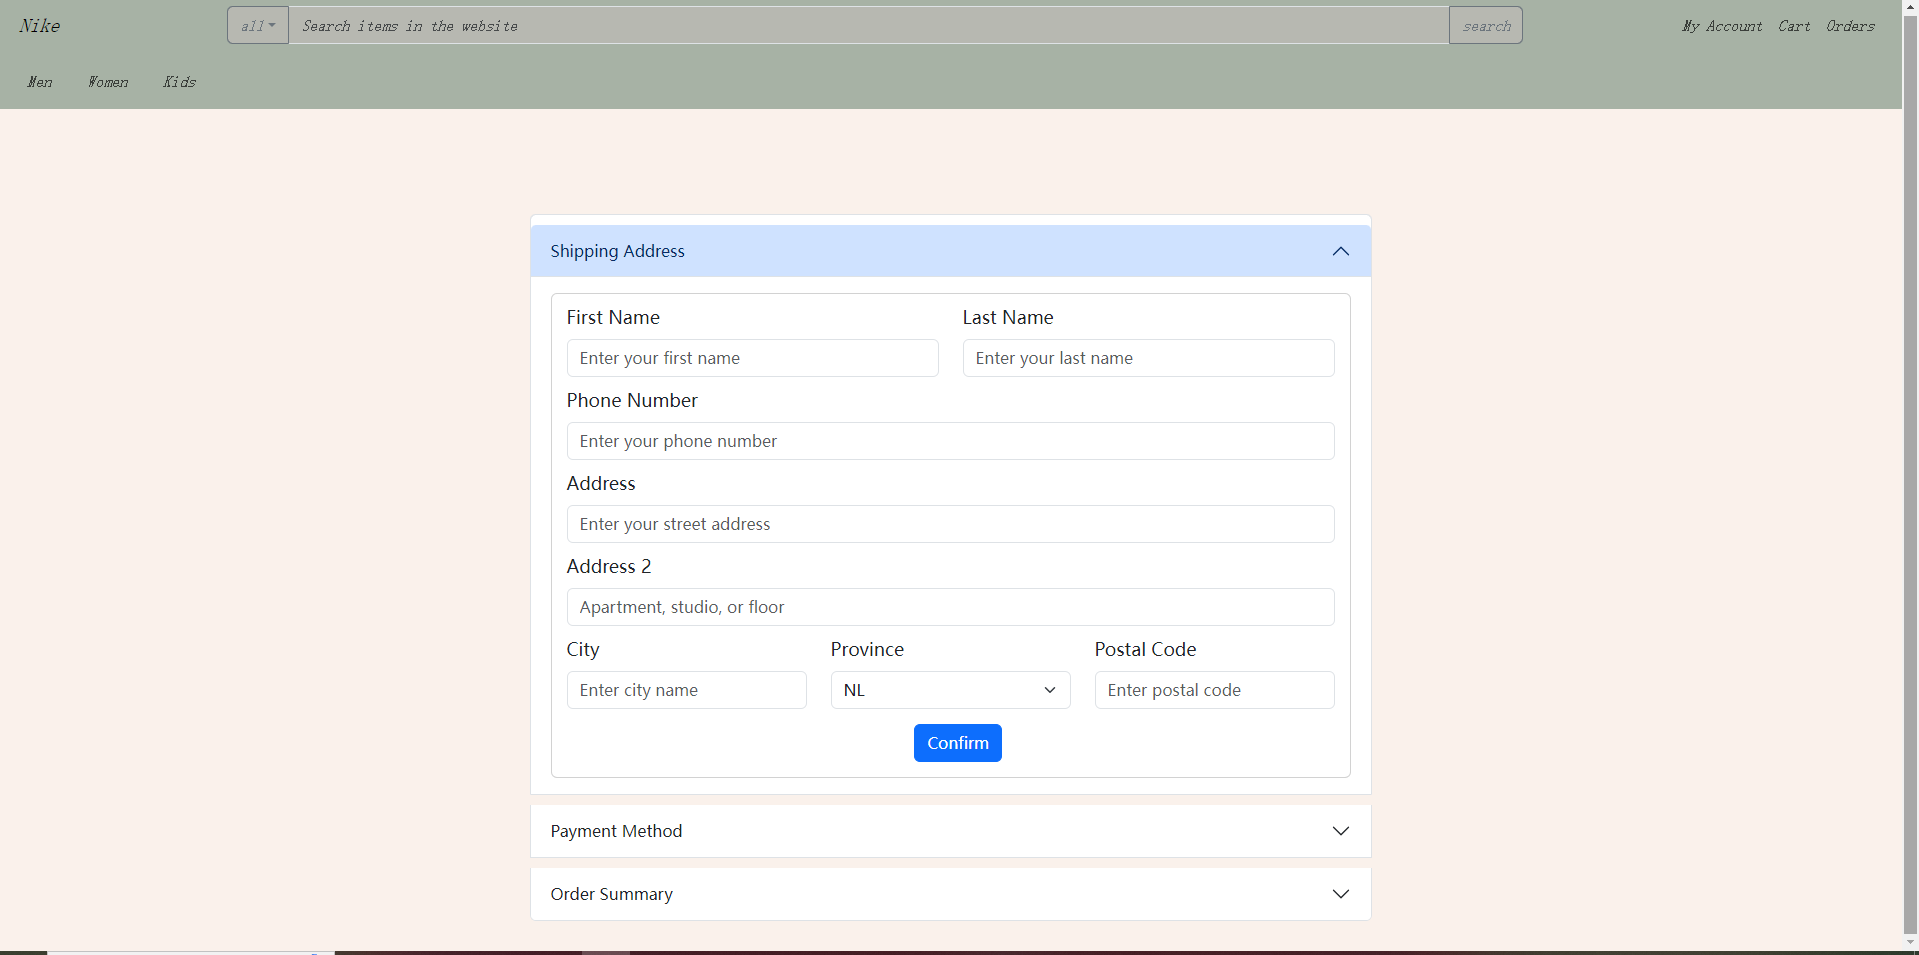 Nike
all
Search items in the website
search
My Account Cart Orders
Men Women Kids
Shipping Address
First Name
Last Name
Enter your first name
Enter your last name
Phone Number
Enter your phone number
Address
Enter your street address
Address 2
Apartment, studio, or floor
City
Province
Postal Code
Enter city name
NL
Enter postal code
Confirm
Payment Method
Order Summary